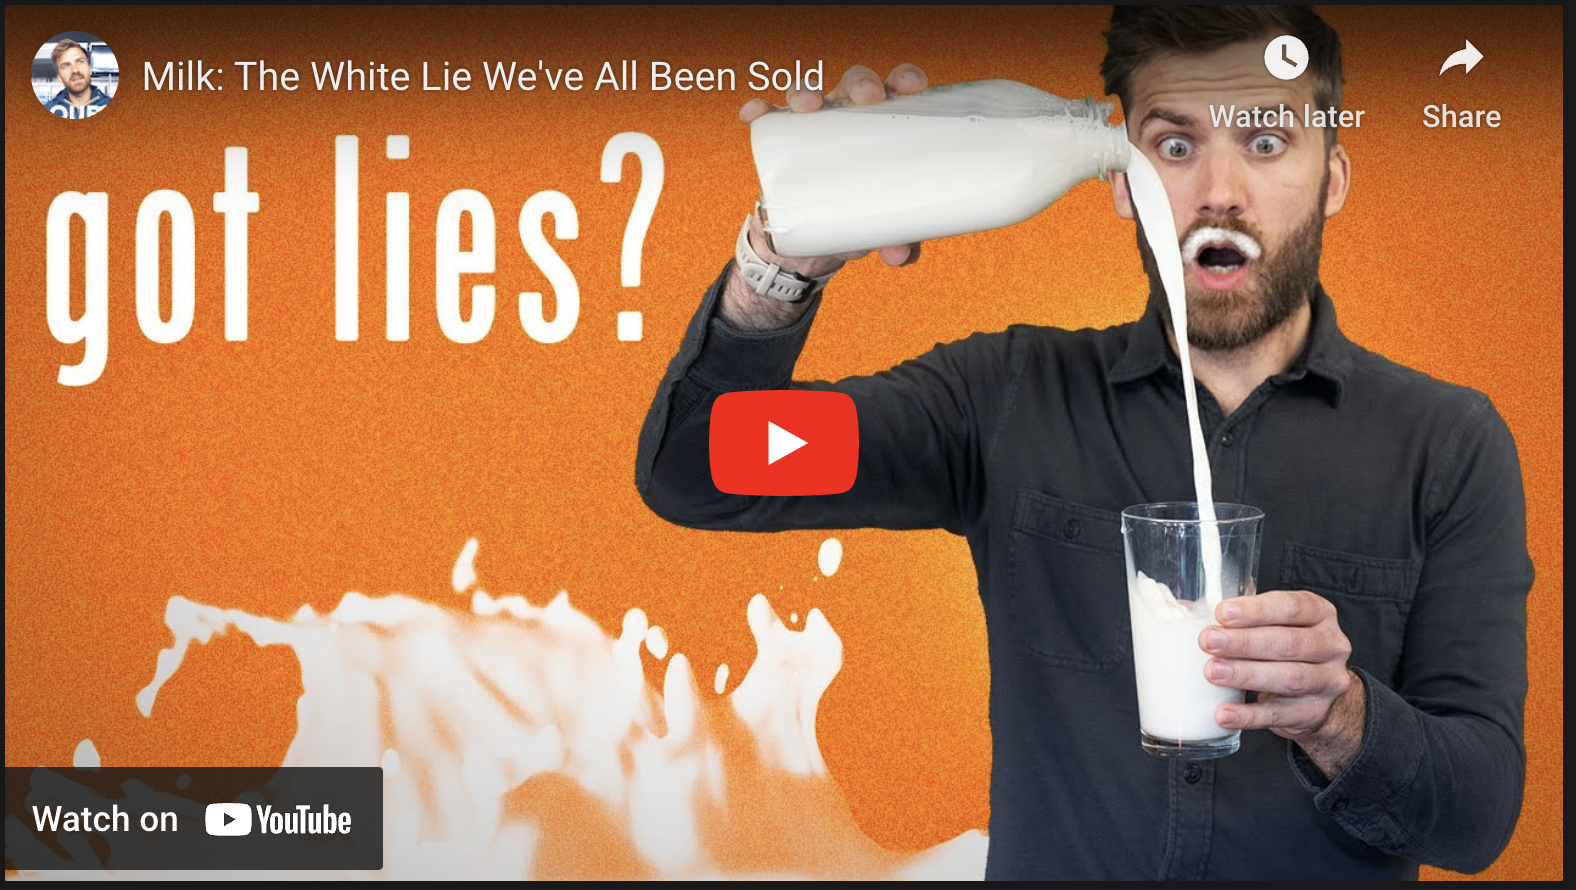 Milk: The White Lie We've All Been Sold
Watch later
Share
got lies?
Watch on YouTube